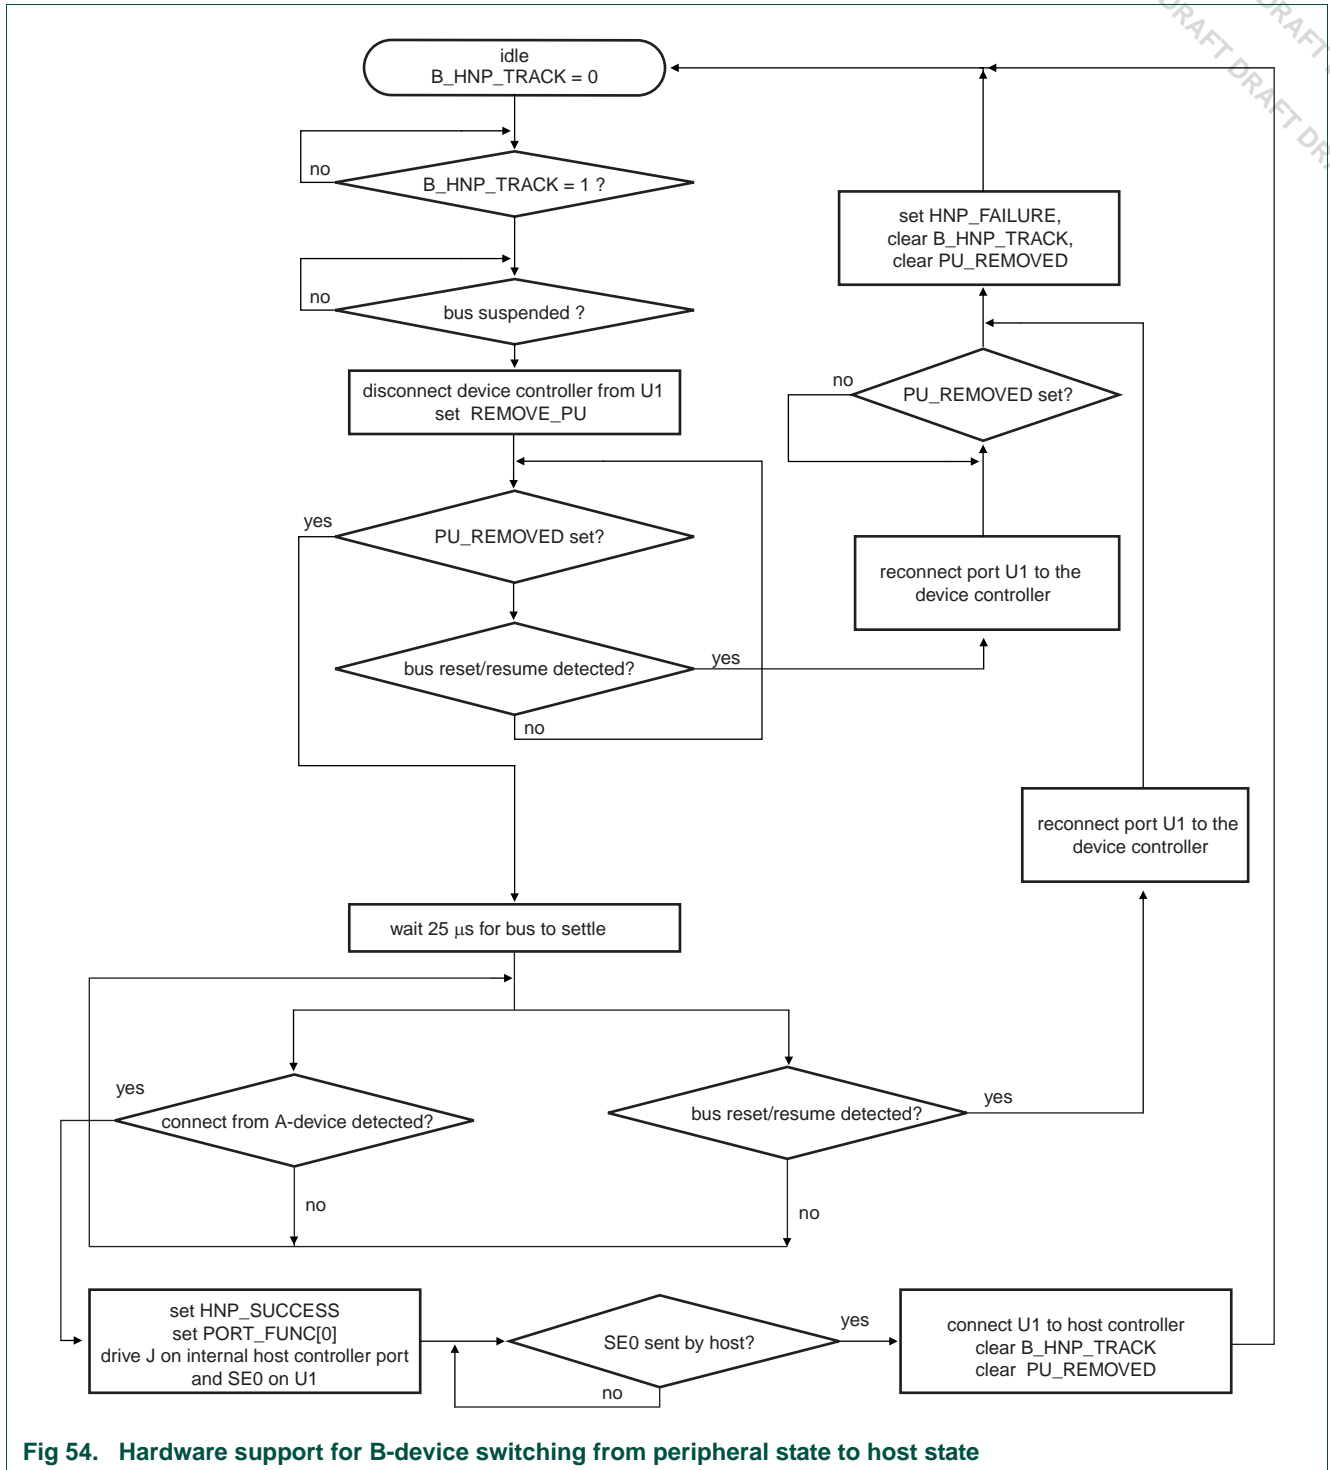 DRAFT DRAFT DRA
DRAFT
idle
B_HNP_TRACK = 0
no
B_HNP_TRACK = 1 ?
no
bus suspended ?
disconnect device controller from U1
set REMOVE_PU
yes
PU_REMOVED set?
bus reset/resume detected?
yes
no
set HNP_FAILURE,
clear B_HNP_TRACK,
clear PU_REMOVED
no
PU_REMOVED set?
reconnect port U1 to the
device controller
reconnect port U1 to the
device controller
wait 25 μs for bus to settle
yes
connect from A-device detected?
no
bus reset/resume detected?
yes
no
set HNP_SUCCESS
set PORT_FUNC[0]
drive J on internal host controller port
and SE0 on U1
SE0 sent by host?
yes
no
connect U1 to host controller
clear B_HNP_TRACK
clear PU_REMOVED
Fig 54. Hardware support for B-device switching from peripheral state to host state